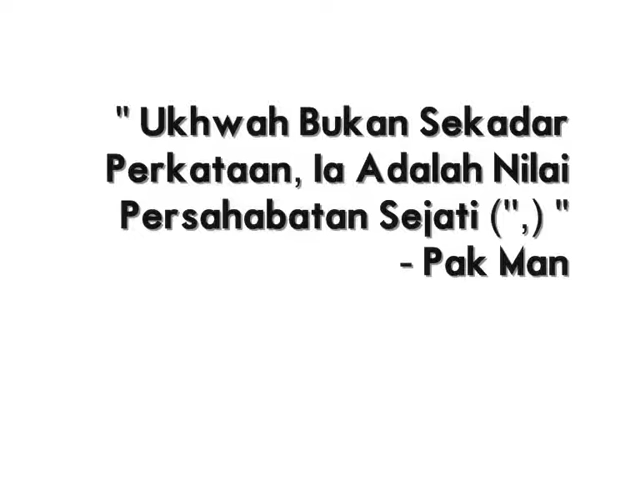 " Ukhwah Bukan Sekadar
Perkataan, Ia Adalah Nilai
Persahabatan Sejati (",) "
- Pak Man